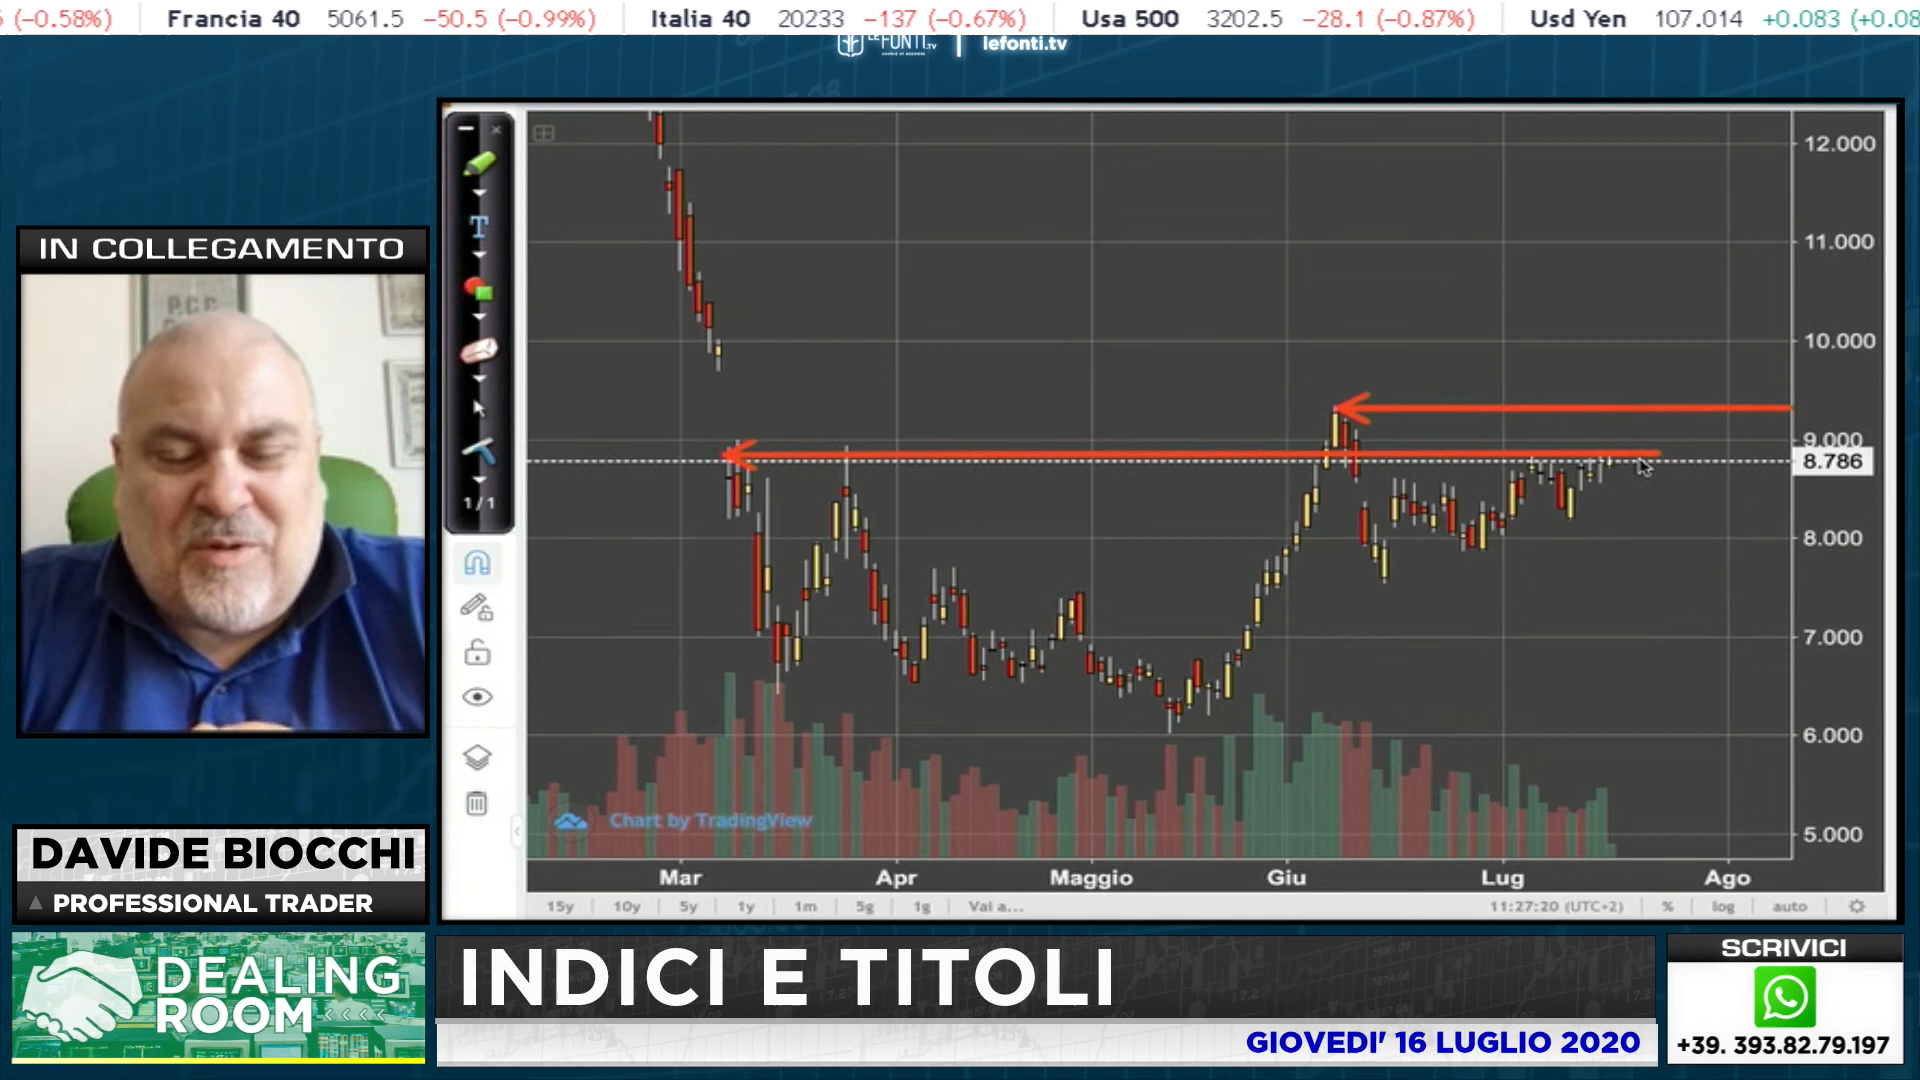 (−0.58%) Francia 40 5061.5 −50.5 (−0.99%) Italia 40 20233 −137 (−0.67%) Usa 500 3202.5 −28.1 (−0.87%) Usd Yen 107.014 +0.083
LEFONTI.TV lefonti.tv
IN COLLEGAMENTO
P.C.C
T
1/1
12.000
11.000
10.000
9.000
8.786
8.000
7.000
6.000
5.000
Chart by TradingView
Mar Apr Maggio Giu Lug Ago
15y 10y 5y 1y 1m 5g 1g Vai a... 11:27:20 (UTC+2) % log auto
DAVIDE BIOCCHI
PROFESSIONAL TRADER
DEALING
ROOM
INDICI E TITOLI
GIOVEDI' 16 LUGLIO 2020
SCRIVICI
+39. 393.82.79.197